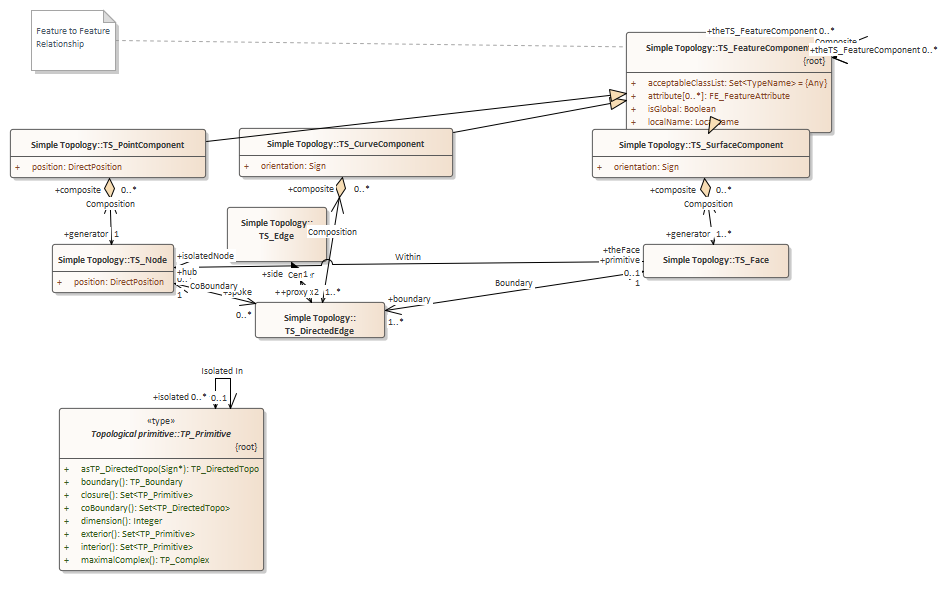 Feature to Feature
Relationship
+theTS_FeatureComponent 0..*
Composite
+theTS_FeatureComponent 0..*
Simple Topology::TS_FeatureComponent
{root}
+ acceptableClassList: Set<TypeName> = {Any}
+ attribute[0..*]: FE_FeatureAttribute
+ isGlobal: Boolean
+ localName:
Simple Topology::TS_PointComponent
+ position: DirectPosition
Simple Topology::TS_CurveComponent
+ orientation: Sign
Simple Topology::TS_SurfaceComponent
+ orientation: Sign
+composite 0..*
Composition
+generator 1
+composite 0..*
Composition
+composite 0..*
Composition
+generator 1..*
Simple Topology::
TS_Edge
Simple Topology::TS_Node
+ position: DirectPosition
+isolatedNode
+hub
CoBoundary
1
0..*
Within
+side
1
+proxy 2 1..*
+theFace
+primitive
0..1
1
Simple Topology::TS_Face
Boundary
+boundary
1..*
Simple Topology::
TS_DirectedEdge
Isolated In
+isolated 0..* 0..1
«type»
Topological primitive::TP_Primitive
{root}
+ asTP_DirectedTopo(Sign*): TP_DirectedTopo
+ boundary(): TP_Boundary
+ closure(): Set<TP_Primitive>
+ coBoundary(): Set<TP_DirectedTopo>
+ dimension(): Integer
+ exterior(): Set<TP_Primitive>
+ interior(): Set<TP_Primitive>
+ maximalComplex(): TP_Complex